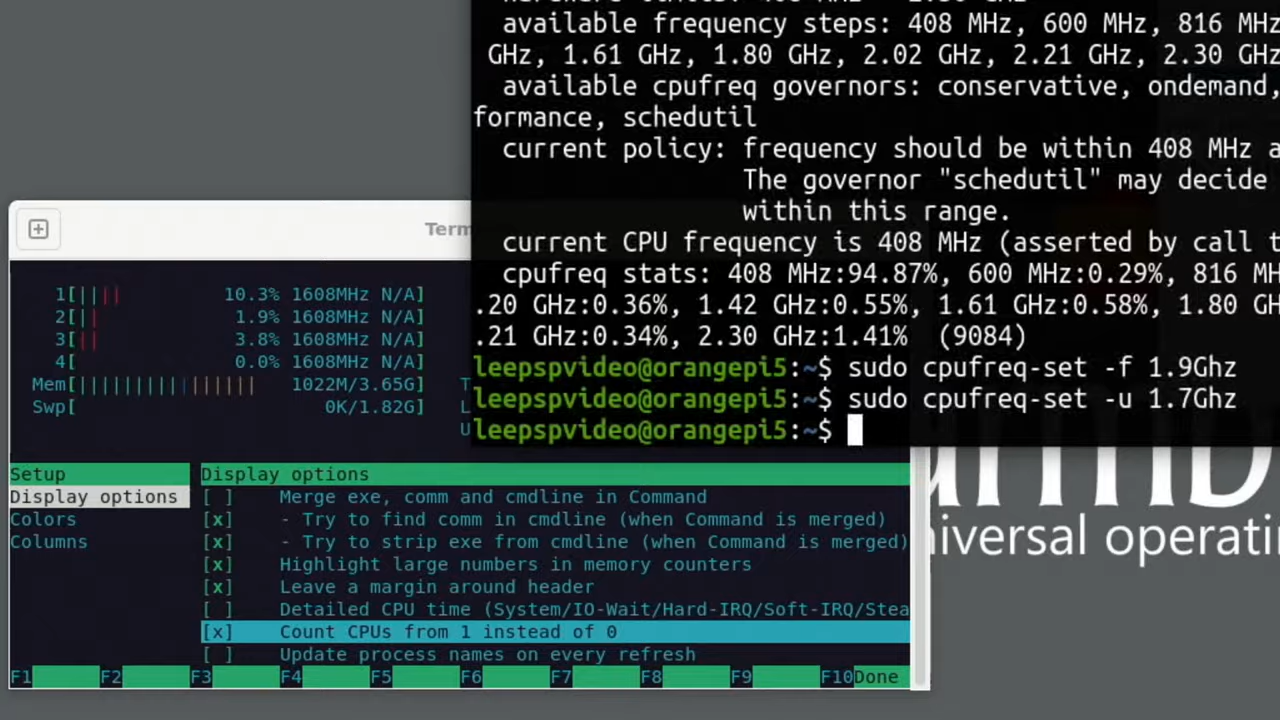 available frequency steps: 408 MHz, 600 MHz, 816 MHz
GHz, 1.61 GHz, 1.80 GHz, 2.02 GHz, 2.21 GHz, 2.30 GHz
available cpufreq governors: conservative, ondemand,
formance, schedutil
current policy: frequency should be within 408 MHz a
The governor "schedutil" may decide
within this range.
current CPU frequency is 408 MHz (asserted by call t
cpufreq stats: 408 MHz:94.87%, 600 MHz:0.29%, 816 MH
.20 GHz:0.36%, 1.42 GHz:0.55%, 1.61 GHz:0.58%, 1.80 GH
.21 GHz:0.34%, 2.30 GHz:1.41% (9084)
leepspvideo@orangepi5:~$ sudo cpufreq-set -f 1.9Ghz
leepspvideo@orangepi5:~$ sudo cpufreq-set -u 1.7Ghz
leepspvideo@orangepi5:~$
Term
1[|||| 10.3% 1608MHz N/A]
2[|| 1.9% 1608MHz N/A]
3[|| 3.8% 1608MHz N/A]
4[ 0.0% 1608MHz N/A]
Mem[|||||||||||||||||| 1022M/3.65G] T
Swp[ 0K/1.82G] L
U
Setup Display options
Display options [ ] Merge exe, comm and cmdline in Command
Colors [x] - Try to find comm in cmdline (when Command is merged)
Columns [x] - Try to strip exe from cmdline (when Command is merged)
[x] Highlight large numbers in memory counters
[x] Leave a margin around header
[ ] Detailed CPU time (System/IO-Wait/Hard-IRQ/Soft-IRQ/Stea
[x] Count CPUs from 1 instead of 0
[ ] Update process names on every refresh
F1 F2 F3 F4 F5 F6 F7 F8 F9 F10Done
niversal operati